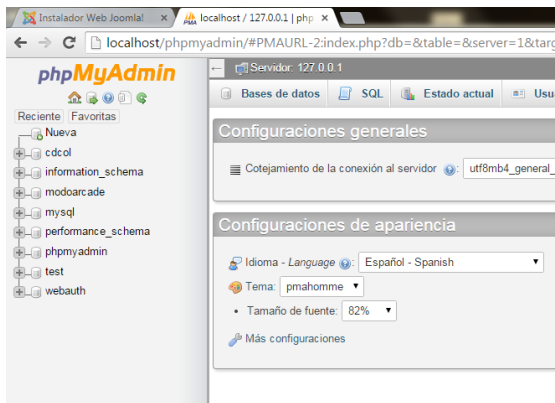 Instalador Web Joomla!
localhost / 127.0.0.1 | php
localhost/phpmyadmin/#PMAURL-2:index.php?db=&table=&server=1&targ
phpMyAdmin
Reciente Favoritas
Nueva
cdcol
information_schema
modoarcade
mysql
performance_schema
phpmyadmin
test
webauth
Servidor: 127.0.0.1
Bases de datos SQL Estado actual Usu
Configuraciones generales
Cotejamiento de la conexión al servidor : utf8mb4_general_
Configuraciones de apariencia
Idioma - Language : Español - Spanish
Tema: pmahomme
Tamaño de fuente: 82%
Más configuraciones